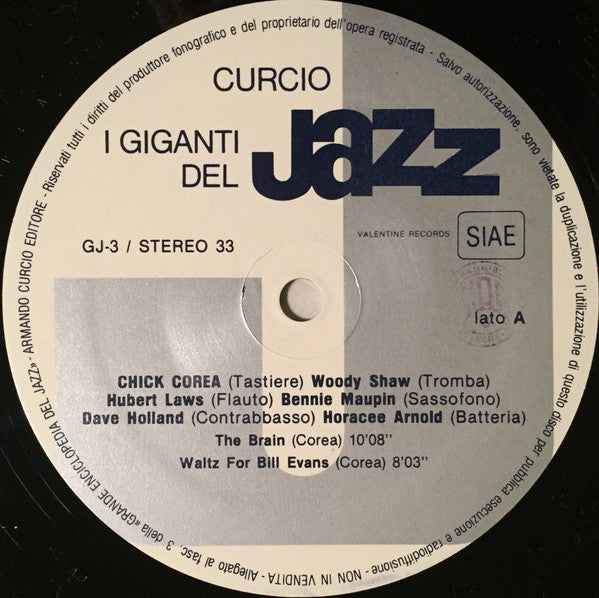 CURCIO
I GIGANTI
DEL
Jazz
GJ-3 / STEREO 33
VALENTINE RECORDS
SIAE
lato A
CHICK COREA (Tastiere) Woody Shaw (Tromba)
Hubert Laws (Flauto) Bennie Maupin (Sassofono)
Dave Holland (Contrabbasso) Horacee Arnold (Batteria)
The Brain (Corea) 10'08''
Waltz For Bill Evans (Corea) 8'03''
Allegato al fasc. 3 della «GRANDE ENCICLOPEDIA DEL JAZZ» - ARMANDO CURCIO EDITORE - Riservati tutti i diritti del produttore fonografico e del proprietario dell'opera registrata - Salvo autorizzazione, sono vietate la duplicazione e l'utilizzazione di questo disco per pubblica esecuzione e radiodiffusione - NON IN VENDITA -